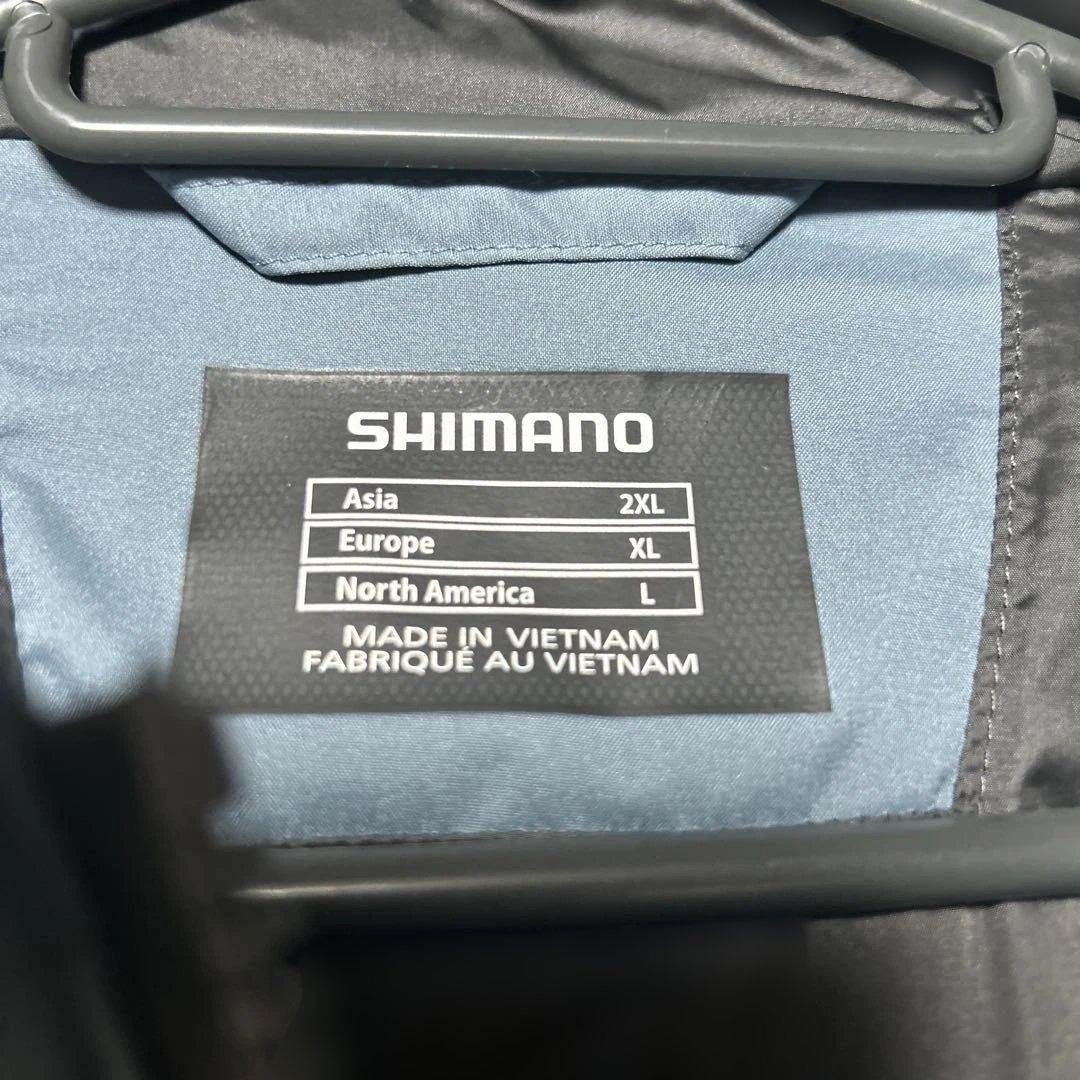 SHIMANO
Asia 2XL
Europe XL
North America L
MADE IN VIETNAM
FABRIQUÉ AU VIETNAM